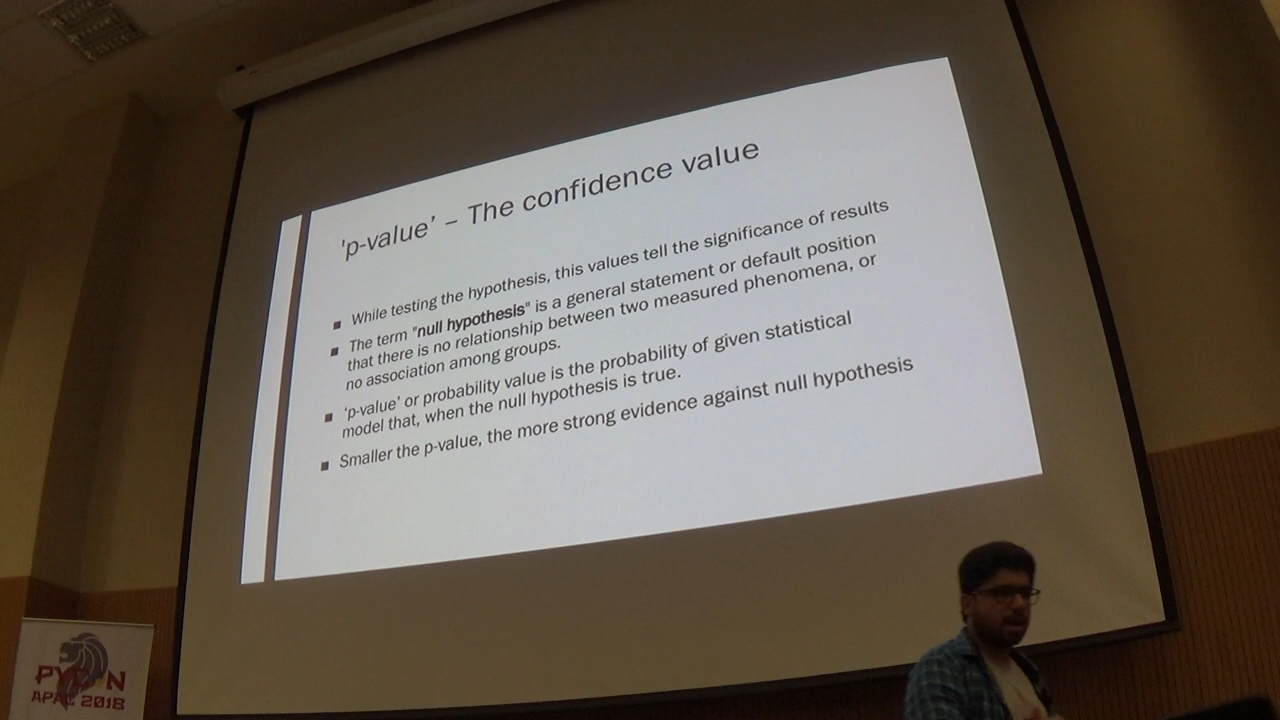 'p-value' – The confidence value
While testing the hypothesis, this values tell the significance of results
The term "null hypothesis" is a general statement or default position
that there is no relationship between two measured phenomena, or
no association among groups.
'p-value' or probability value is the probability of given statistical
model that, when the null hypothesis is true.
Smaller the p-value, the more strong evidence against null hypothesis
PYCON
APAC 2018